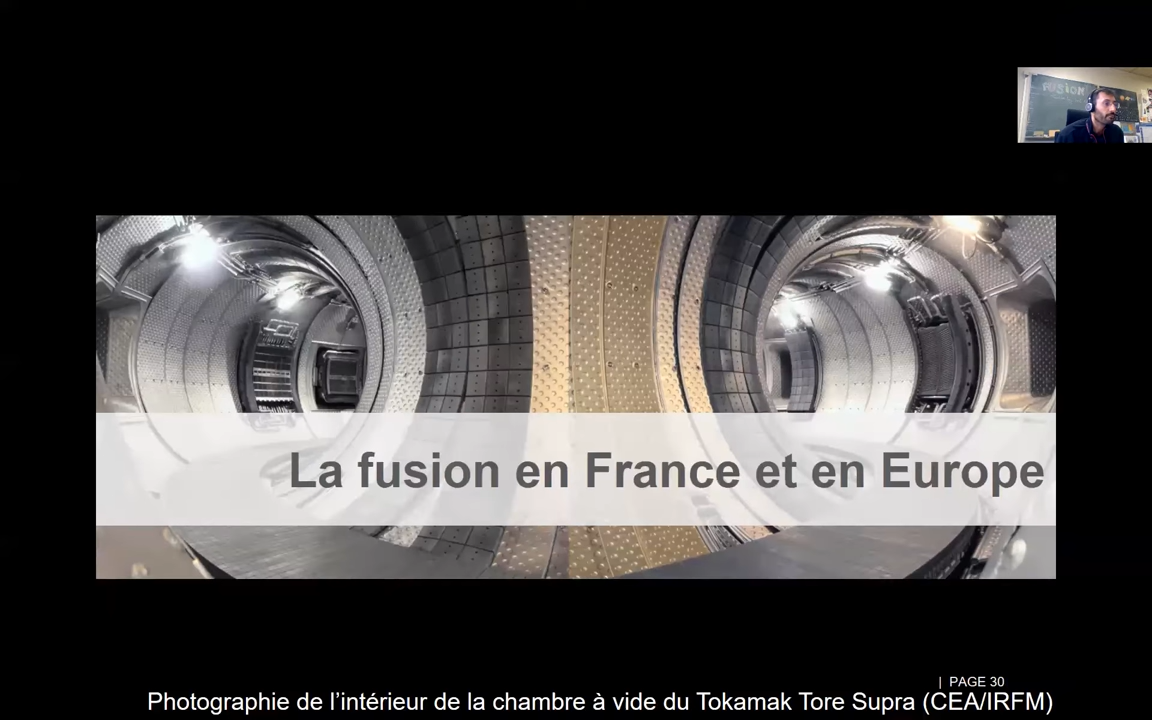 FUSION
La fusion en France et en Europe
| PAGE 30
Photographie de l’intérieur de la chambre à vide du Tokamak Tore Supra (CEA/IRFM)